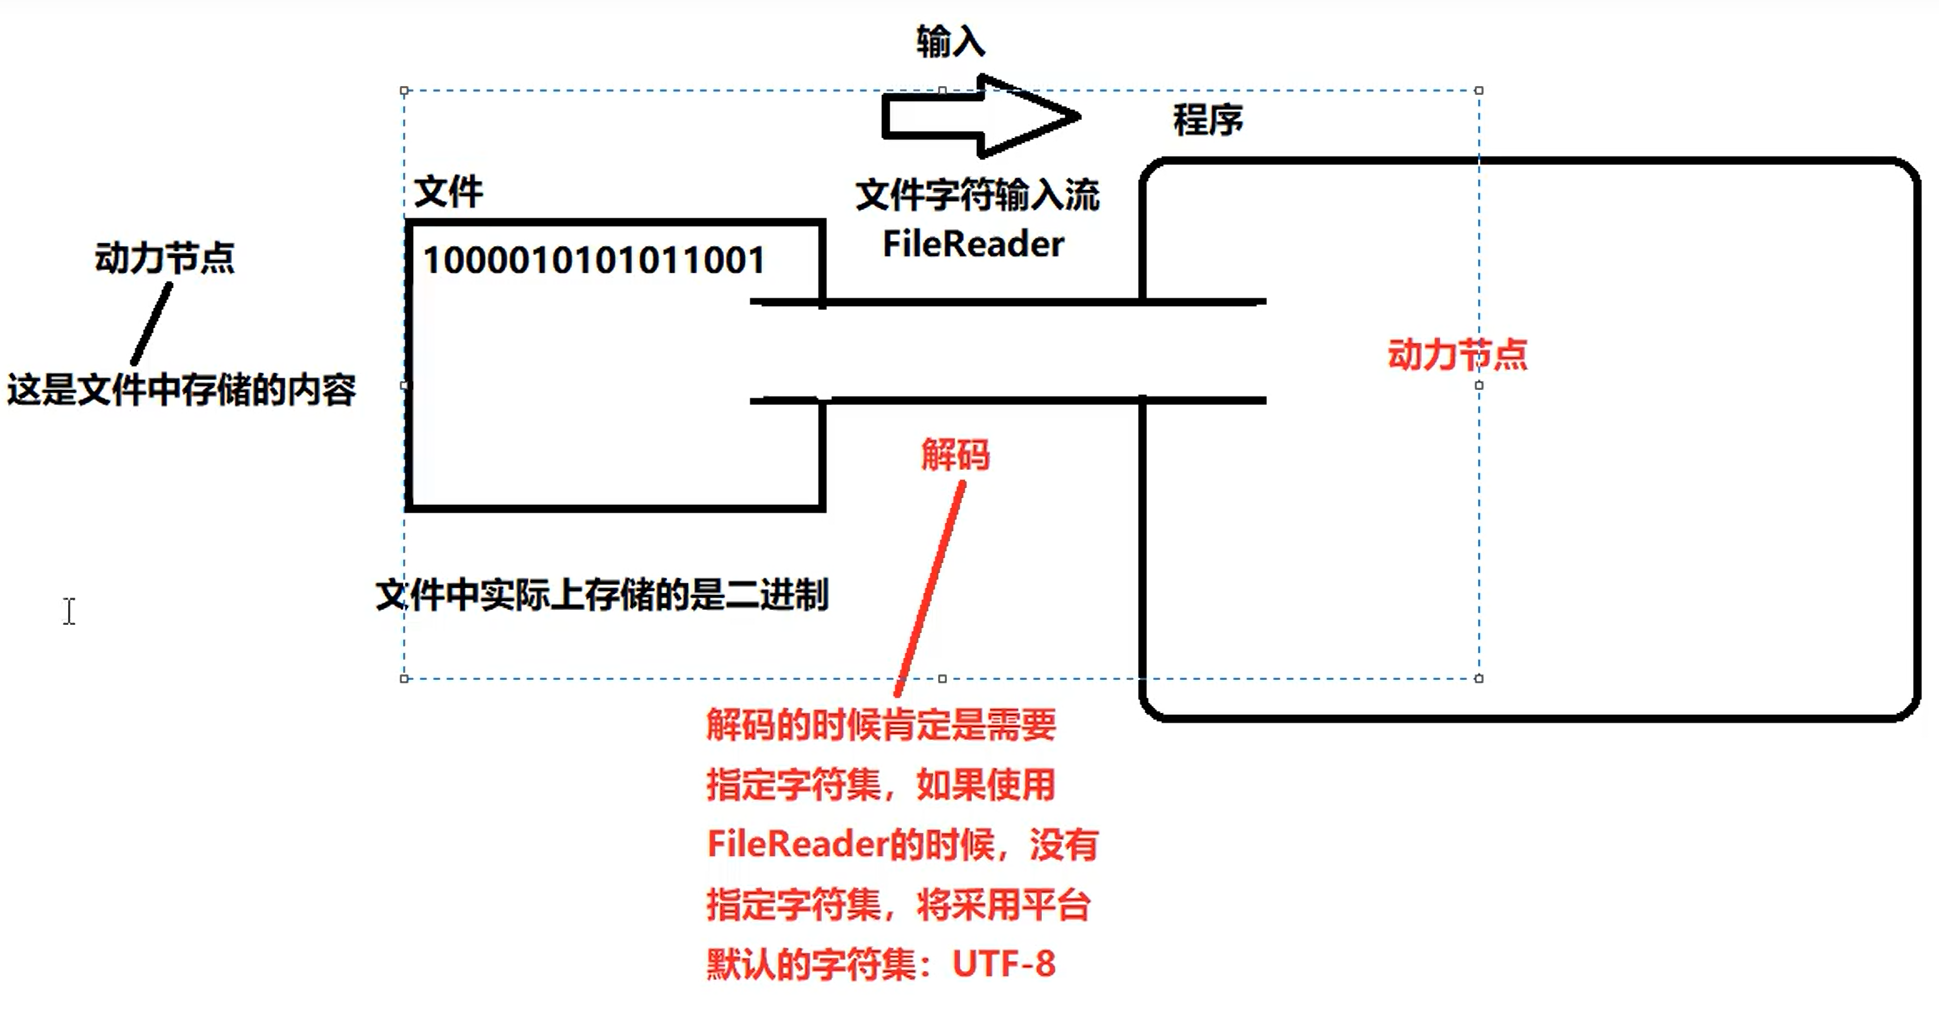 输入
程序
文件
文件字符输入流
FileReader
动力节点
1000010101011001
动力节点
这是文件中存储的内容
解码
文件中实际上存储的是二进制
解码的时候肯定是需要
指定字符集，如果使用
FileReader的时候，没有
指定字符集，将采用平台
默认的字符集：UTF-8